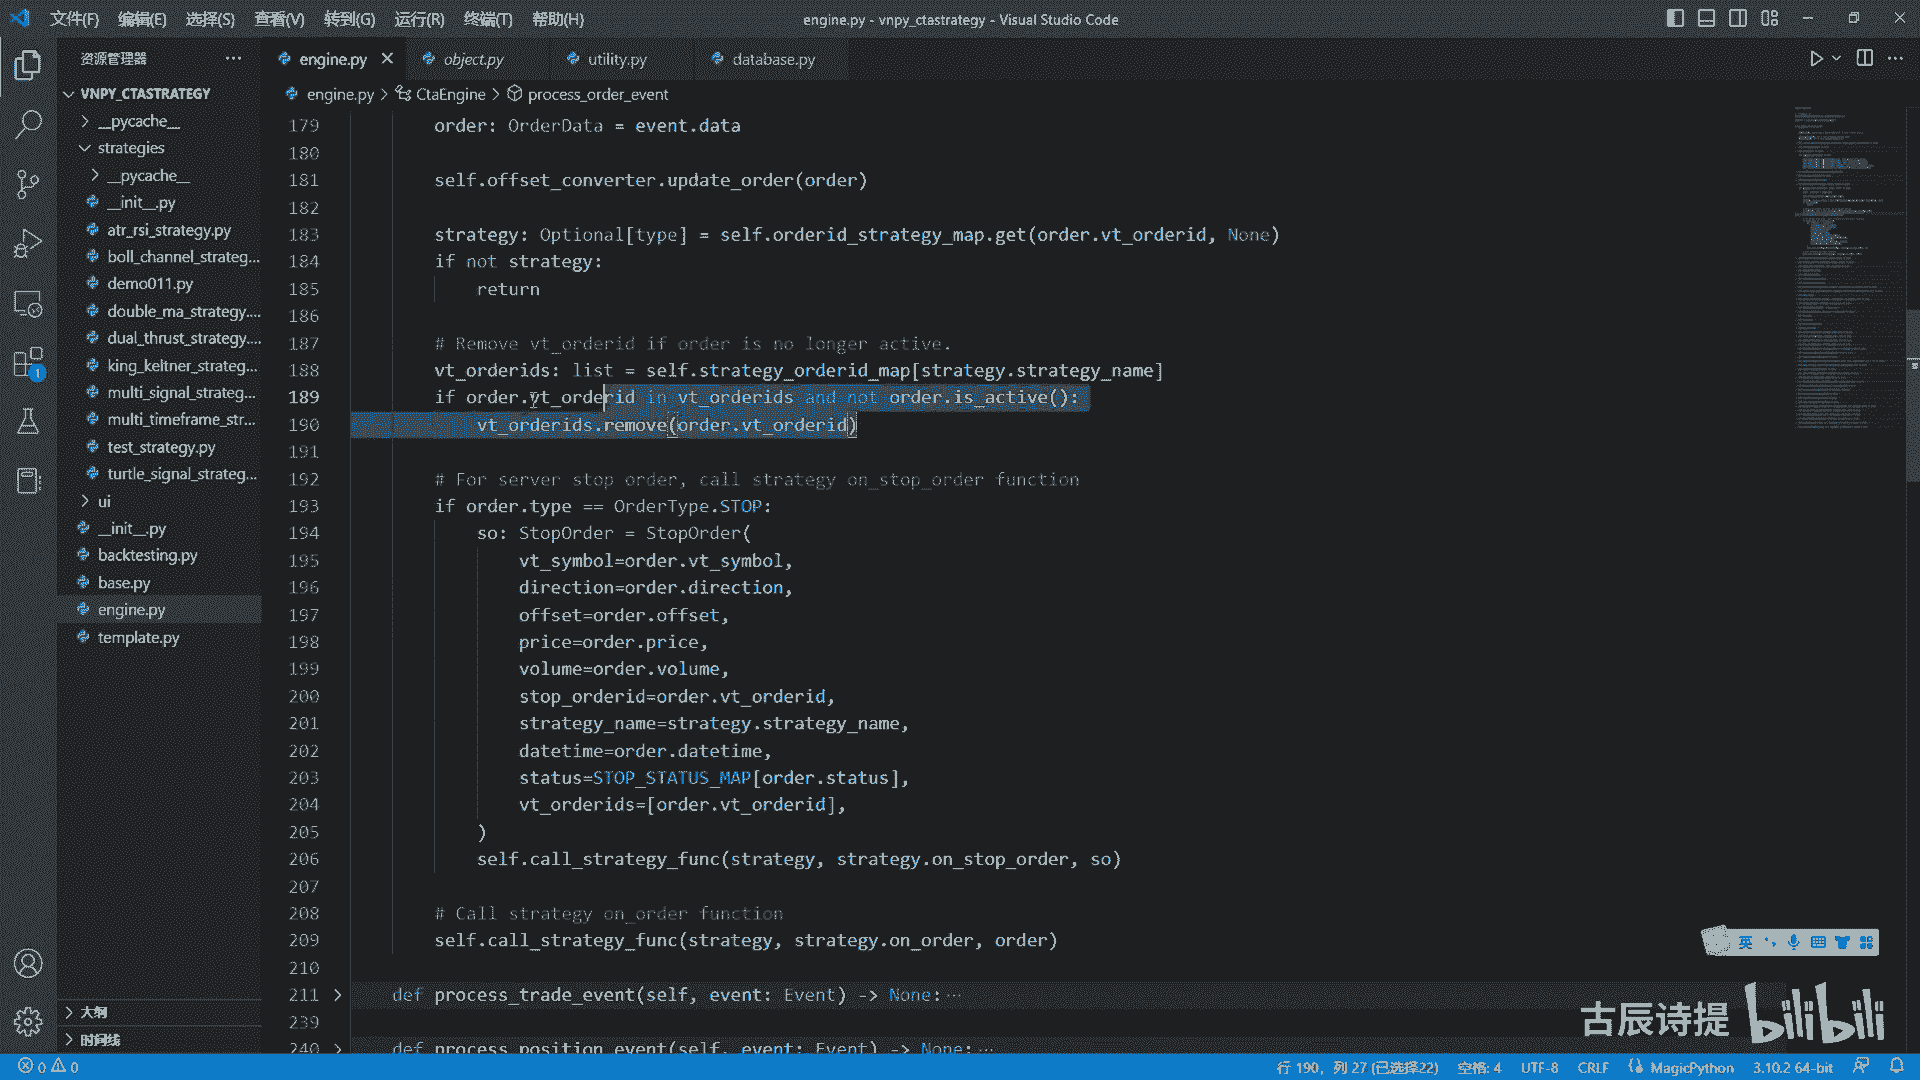 文件(F) 编辑(E) 选择(S) 查看(V) 转到(G) 运行(R) 终端(T) 帮助(H) engine.py - vnpy_ctastrategy - Visual Studio Code
资源管理器
VNPY_CTASTRATEGY
__pycache__
strategies
__pycache__
__init__.py
atr_rsi_strategy.py
boll_channel_strateg...
demo011.py
double_ma_strategy....
dual_thrust_strategy....
king_keltner_strateg...
multi_signal_strateg...
multi_timeframe_str...
test_strategy.py
turtle_signal_strateg...
ui
__init__.py
backtesting.py
base.py
engine.py
template.py
大纲
时间线
1
engine.py object.py utility.py database.py
engine.py > CtaEngine > process_order_event
179 order: OrderData = event.data
180
181 self.offset_converter.update_order(order)
182
183 strategy: Optional[type] = self.orderid_strategy_map.get(order.vt_orderid, None)
184 if not strategy:
185 return
186
187 # Remove vt_orderid if order is no longer active.
188 vt_orderids: list = self.strategy_orderid_map[strategy.strategy_name]
189 if order.vt_orderid in vt_orderids and not order.is_active():
190 vt_orderids.remove(order.vt_orderid)
191
192 # For server stop order, call strategy on_stop_order function
193 if order.type == OrderType.STOP:
194 so: StopOrder = StopOrder(
195 vt_symbol=order.vt_symbol,
196 direction=order.direction,
197 offset=order.offset,
198 price=order.price,
199 volume=order.volume,
200 stop_orderid=order.vt_orderid,
201 strategy_name=strategy.strategy_name,
202 datetime=order.datetime,
203 status=STOP_STATUS_MAP[order.status],
204 vt_orderids=[order.vt_orderid],
205 )
206 self.call_strategy_func(strategy, strategy.on_stop_order, so)
207
208 # Call strategy on_order function
209 self.call_strategy_func(strategy, strategy.on_order, order)
210
211 def process_trade_event(self, event: Event) -> None:...
239
240 def process_position_event(self, event: Event) -> None:...
英
古辰诗提 bilibili
0 0 行 190，列 27 (已选择22) 空格: 4 UTF-8 CRLF MagicPython 3.10.2 64-bit